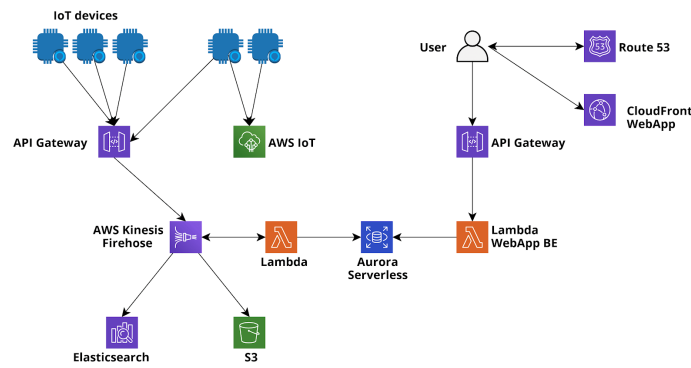 IoT devices
User
53
Route 53
CloudFront
WebApp
API Gateway
AWS IoT
API Gateway
AWS Kinesis
Firehose
Lambda
Aurora
Serverless
Lambda
WebApp BE
Elasticsearch
S3